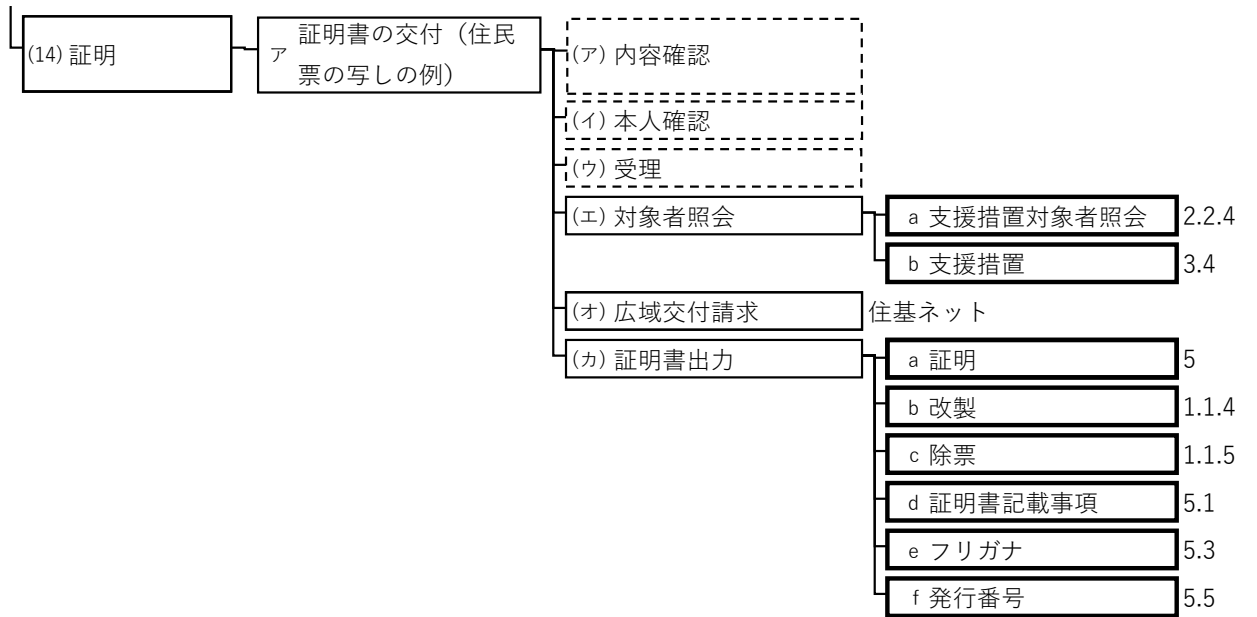 (14) 証明
ア 証明書の交付（住民
票の写しの例）
(ア) 内容確認
(イ) 本人確認
(ウ) 受理
(エ) 対象者照会
a 支援措置対象者照会 2.2.4
b 支援措置 3.4
(オ) 広域交付請求 住基ネット
(カ) 証明書出力
a 証明 5
b 改製 1.1.4
c 除票 1.1.5
d 証明書記載事項 5.1
e フリガナ 5.3
f 発行番号 5.5